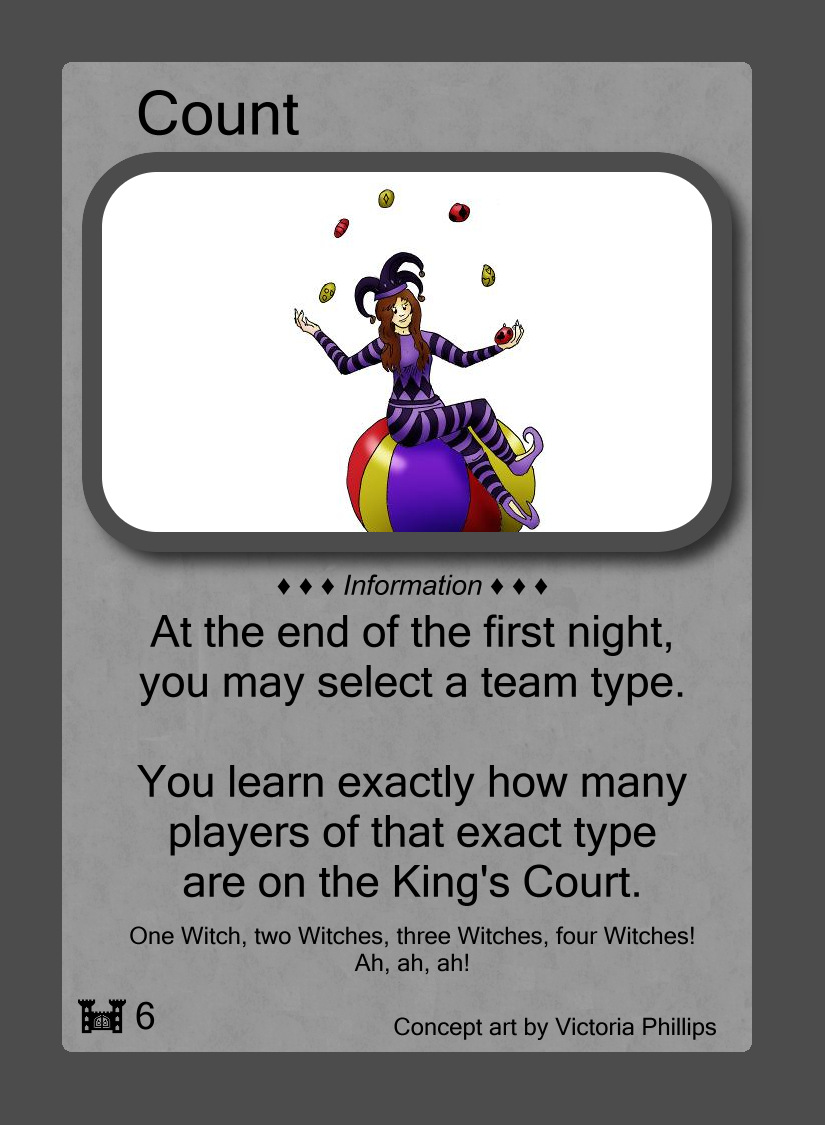 Count
♦ ♦ ♦ Information ♦ ♦ ♦
At the end of the first night,
you may select a team type.
You learn exactly how many
players of that exact type
are on the King's Court.
One Witch, two Witches, three Witches, four Witches!
Ah, ah, ah!
6
Concept art by Victoria Phillips